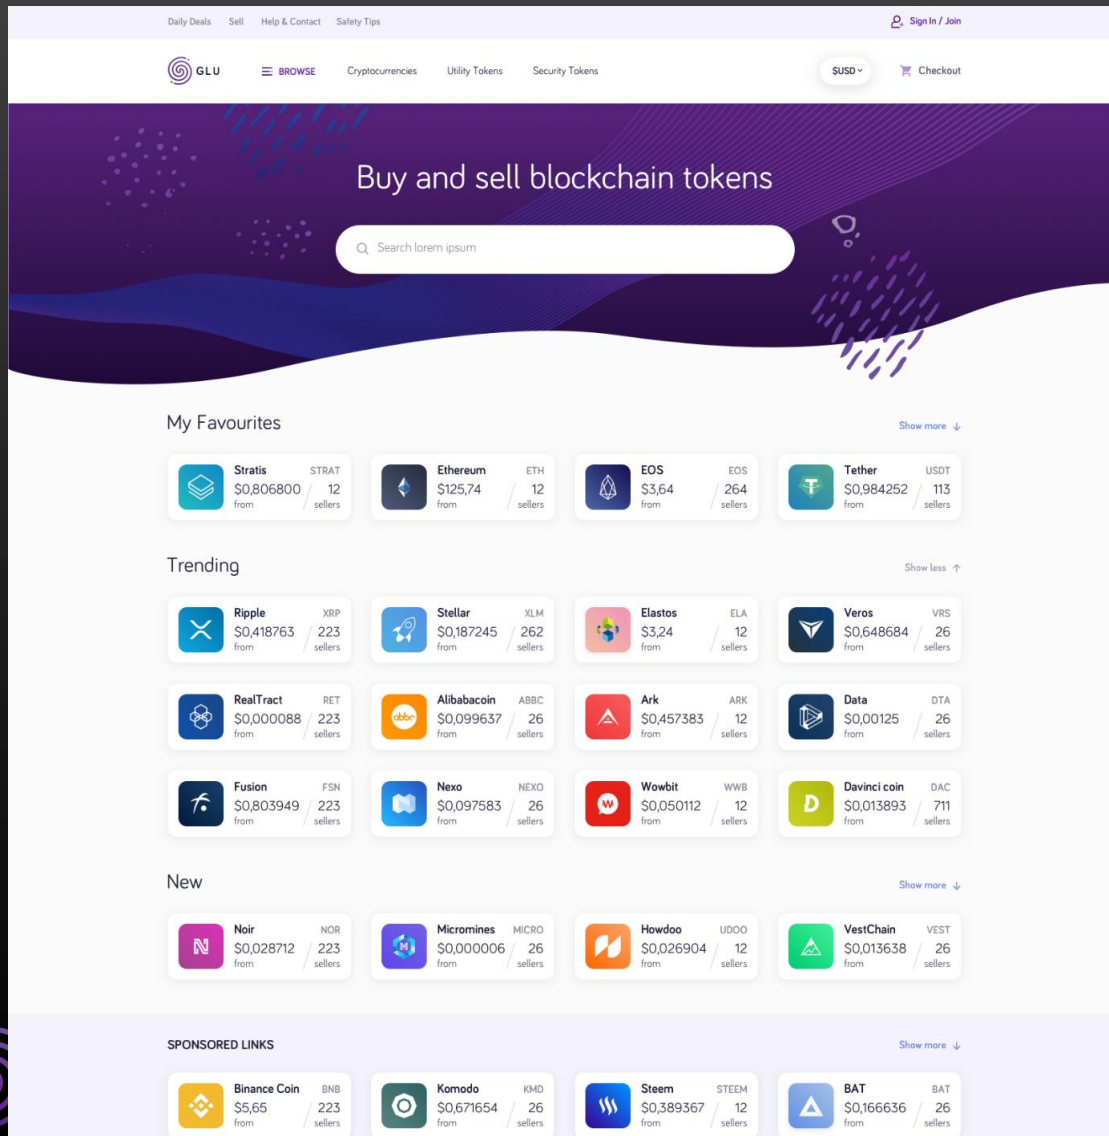 Daily Deals Sell Help & Contact Safety Tips Sign In / Join
GLU BROWSE Cryptocurrencies Utility Tokens Security Tokens $USD Checkout
Buy and sell blockchain tokens
Search lorem ipsum
My Favourites Show more
Stratis STRAT Ethereum ETH EOS EOS Tether USDT
$0,806800 / 12 $125,74 / 12 $3,64 / 264 $0,984252 / 113
from sellers from sellers from sellers from sellers
Trending Show less
Ripple XRP Stellar XLM Elastos ELA Veros VRS
$0,418763 / 223 $0,187245 / 262 $3,24 / 12 $0,648684 / 26
from sellers from sellers from sellers from sellers
RealTract RET Alibabacoin ABBC Ark ARK Data DTA
$0,000088 / 223 abbc $0,099637 / 26 $0,457383 / 12 $0,00125 / 26
from sellers from sellers from sellers from sellers
Fusion FSN Nexo NEXO Wowbit WWB Davinci coin DAC
$0,803949 / 223 $0,097583 / 26 W $0,050112 / 12 D $0,013893 / 711
from sellers from sellers from sellers from sellers
New Show more
Noir NOR Micromines MICRO Howdoo UDOO VestChain VEST
N $0,028712 / 223 M $0,000006 / 26 $0,026904 / 12 $0,013638 / 26
from sellers from sellers from sellers from sellers
SPONSORED LINKS Show more
Binance Coin BNB Komodo KMD Steem STEEM BAT BAT
$5,65 / 223 $0,671654 / 26 $0,389367 / 12 $0,166636 / 26
from sellers from sellers from sellers from sellers